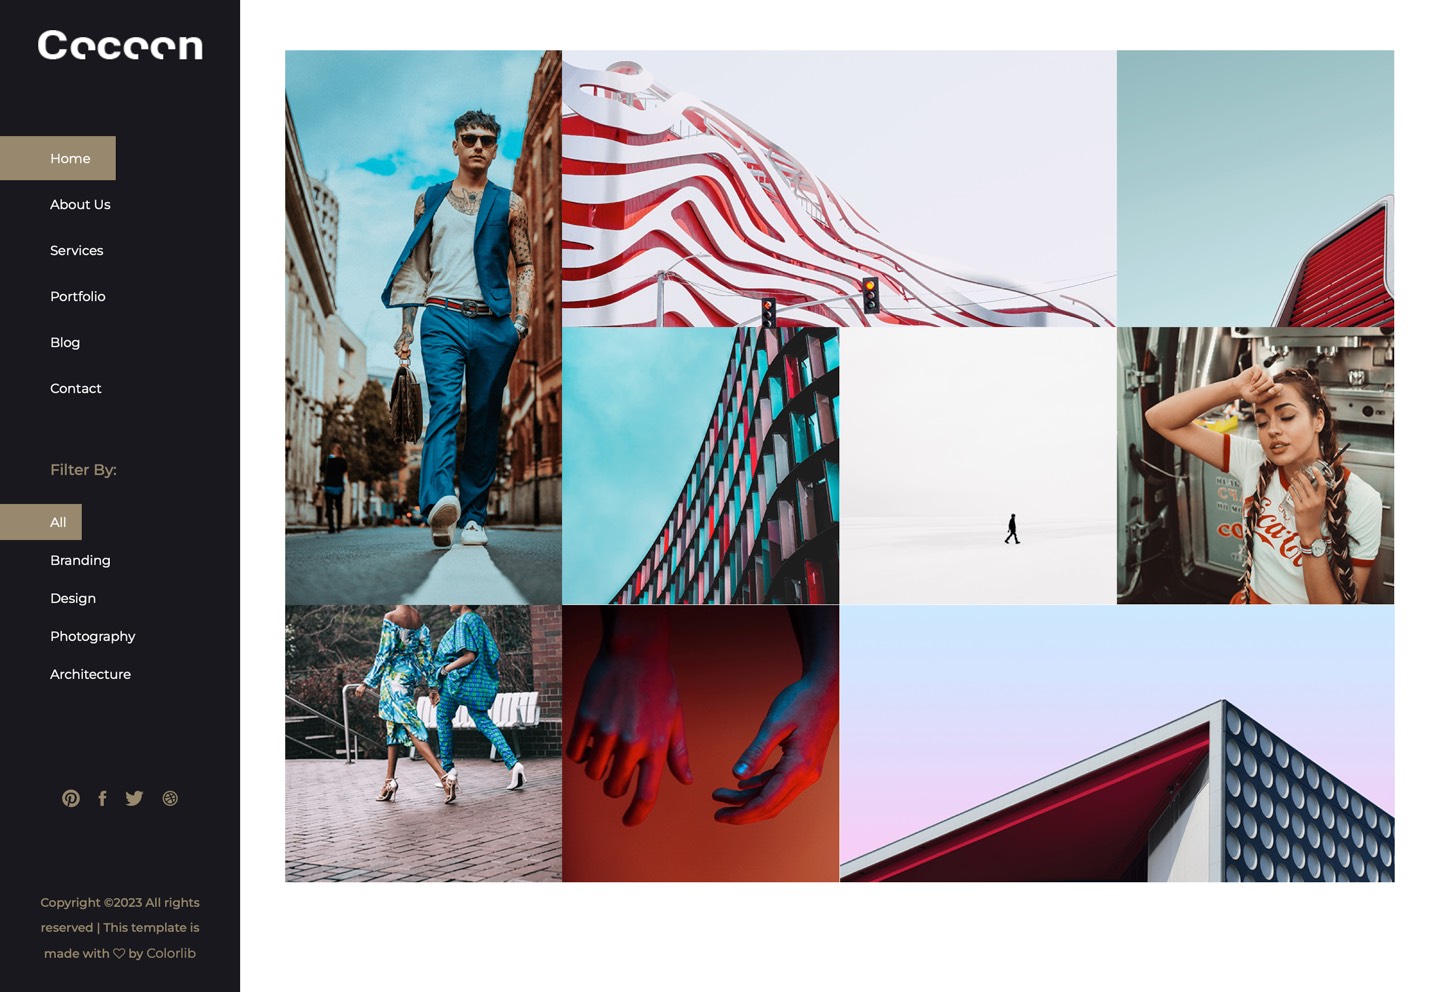 Cocoon
Home
About Us
Services
Portfolio
Blog
Contact
Filter By:
All
Branding
Design
Photography
Architecture
Copyright ©2023 All rights
reserved | This template is
made with ♡ by Colorlib